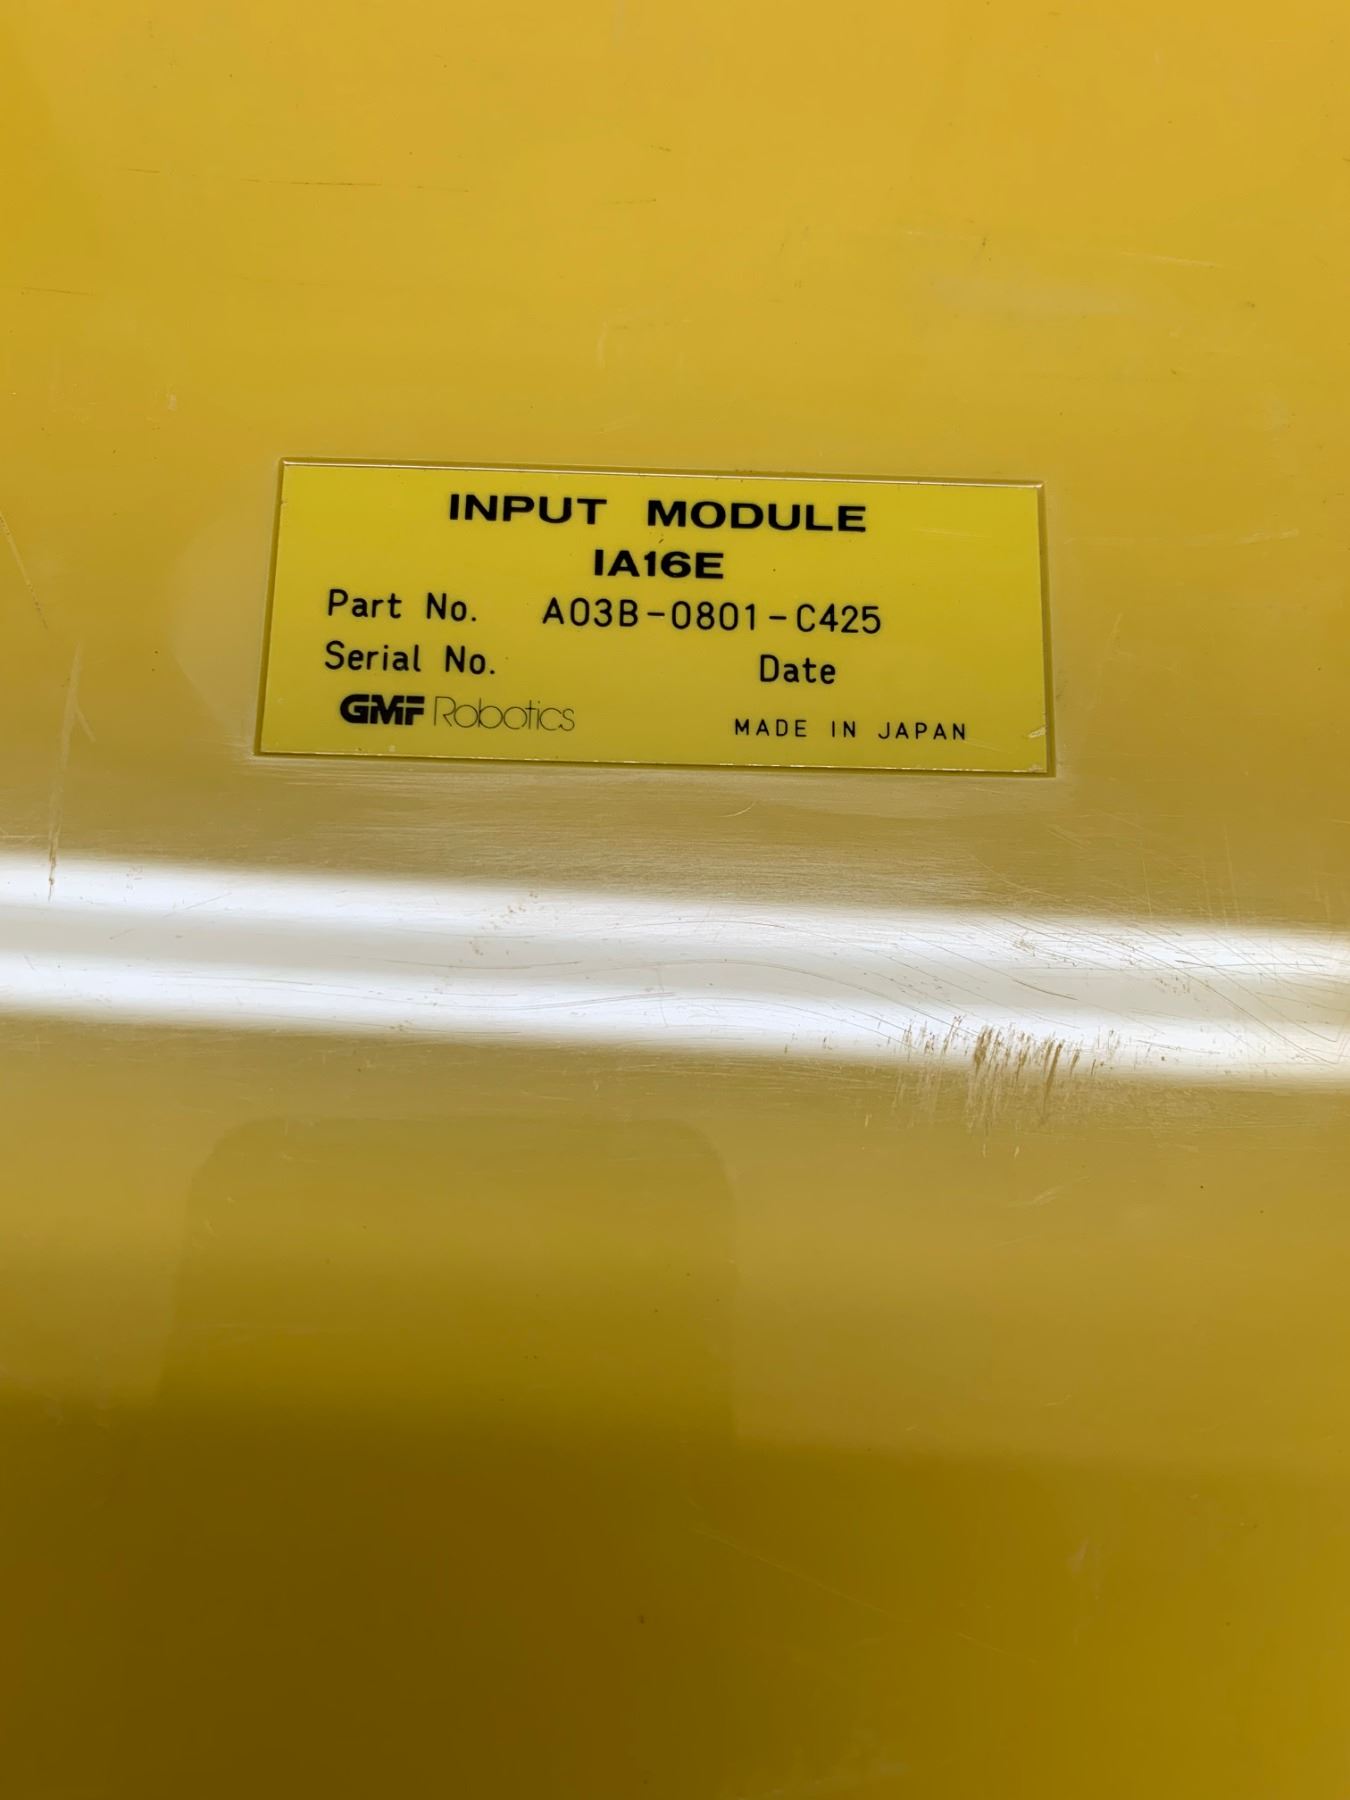 INPUT MODULE
IA16E
Part No. A03B-0801-C425
Serial No. Date
GMF Robotics MADE IN JAPAN